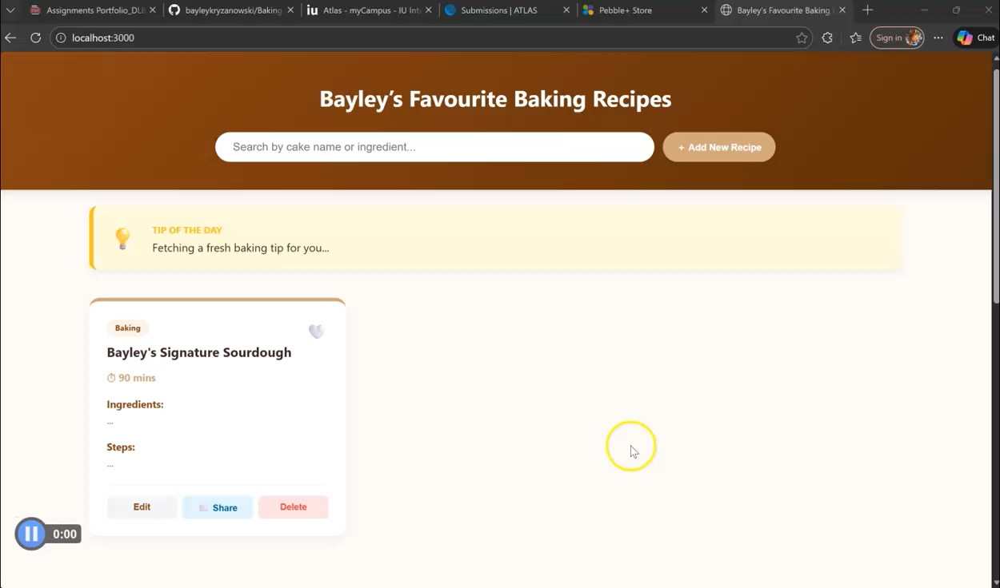 Assignments Portfolio_DLB
bayleykryzanowski/Baking
iu Atlas - myCampus - IU Inte
Submissions | ATLAS
Pebble+ Store
Bayley's Favourite Baking
localhost:3000
Sign in
Chat
Bayley’s Favourite Baking Recipes
Search by cake name or ingredient...
+ Add New Recipe
TIP OF THE DAY
Fetching a fresh baking tip for you...
Baking
Bayley's Signature Sourdough
⏱ 90 mins
Ingredients:
...
Steps:
...
Edit
Share
Delete
0:00